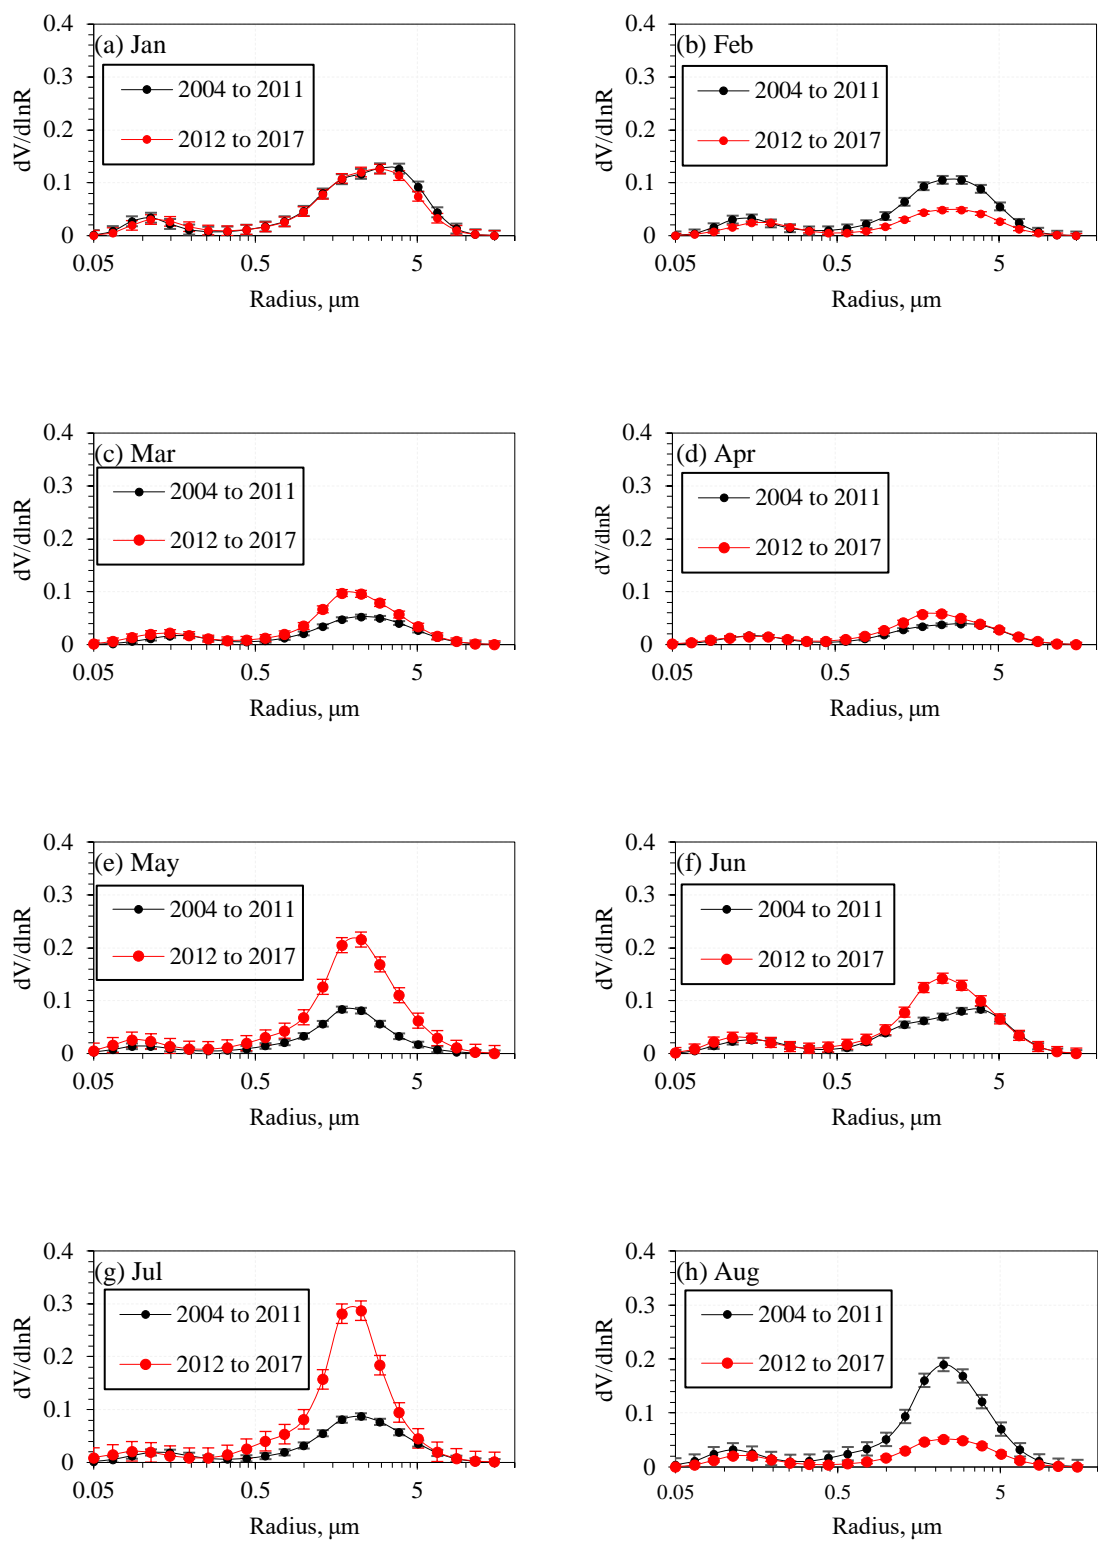 (a) Jan
dV/dlnR
0.4
0.3
0.2
0.1
0
2004 to 2011
2012 to 2017
0.05
0.5
5
Radius, μm
(b) Feb
dV/dlnR
0.4
0.3
0.2
0.1
0
2004 to 2011
2012 to 2017
0.05
0.5
5
Radius, μm
(c) Mar
dV/dlnR
0.4
0.3
0.2
0.1
0
2004 to 2011
2012 to 2017
0.05
0.5
5
Radius, μm
(d) Apr
dV/dlnR
0.4
0.3
0.2
0.1
0
2004 to 2011
2012 to 2017
0.05
0.5
5
Radius, μm
(e) May
dV/dlnR
0.4
0.3
0.2
0.1
0
2004 to 2011
2012 to 2017
0.05
0.5
5
Radius, μm
(f) Jun
dV/dlnR
0.4
0.3
0.2
0.1
0
2004 to 2011
2012 to 2017
0.05
0.5
5
Radius, μm
(g) Jul
dV/dlnR
0.4
0.3
0.2
0.1
0
2004 to 2011
2012 to 2017
0.05
0.5
5
Radius, μm
(h) Aug
dV/dlnR
0.4
0.3
0.2
0.1
0
2004 to 2011
2012 to 2017
0.05
0.5
5
Radius, μm